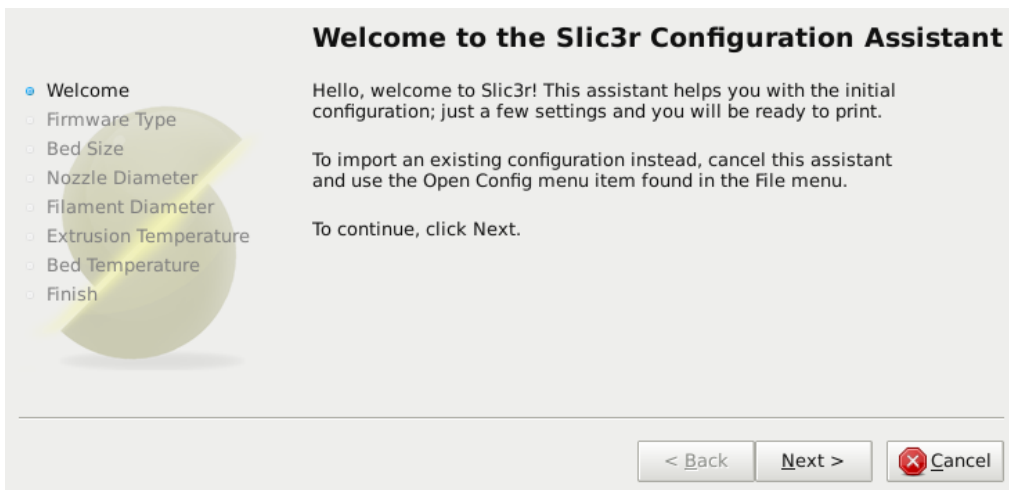 Welcome to the Slic3r Configuration Assistant
Welcome
Firmware Type
Bed Size
Nozzle Diameter
Filament Diameter
Extrusion Temperature
Bed Temperature
Finish
Hello, welcome to Slic3r! This assistant helps you with the initial
configuration; just a few settings and you will be ready to print.
To import an existing configuration instead, cancel this assistant
and use the Open Config menu item found in the File menu.
To continue, click Next.
< Back
Next >
Cancel